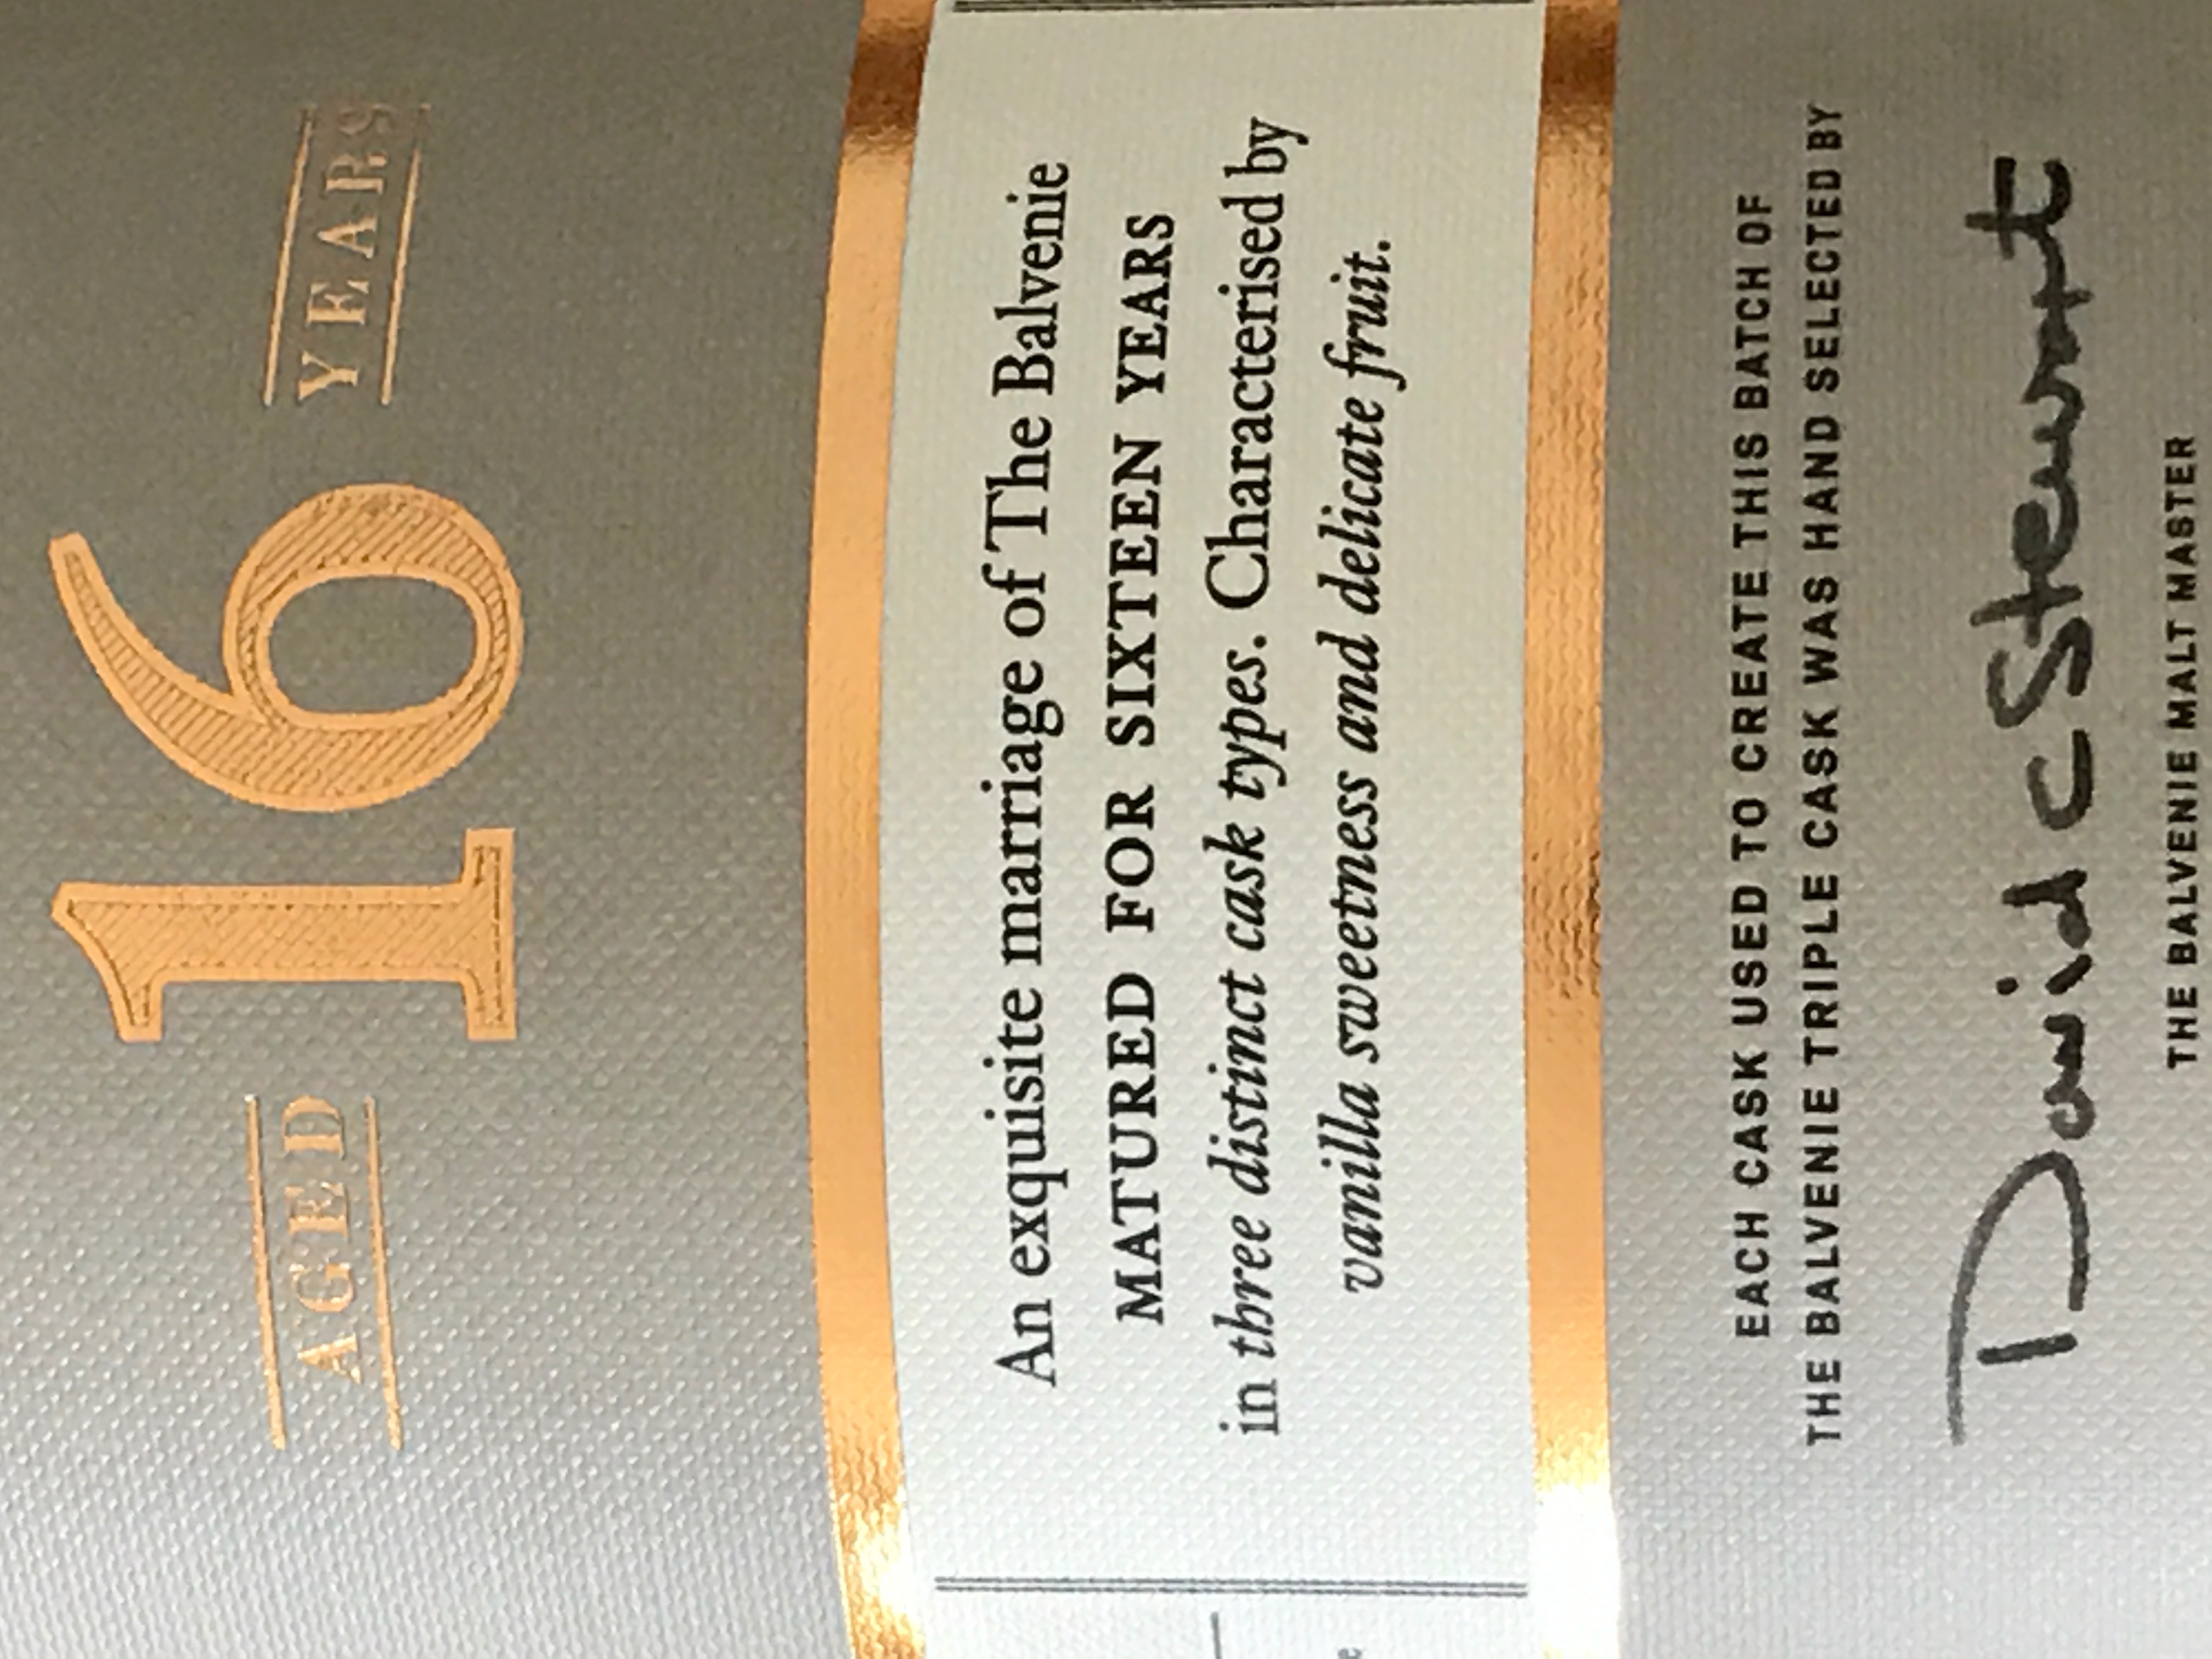 AGED 16 YEARS
An exquisite marriage of The Balvenie
MATURED FOR SIXTEEN YEARS
in three distinct cask types. Characterised by
vanilla sweetness and delicate fruit.
EACH CASK USED TO CREATE THIS BATCH OF
THE BALVENIE TRIPLE CASK WAS HAND SELECTED BY
David C Stewart
THE BALVENIE MALT MASTER